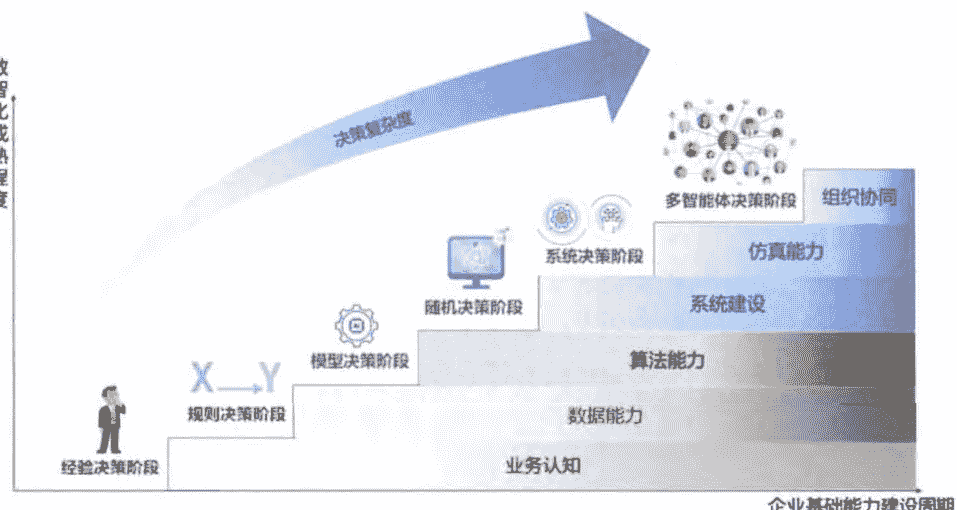 数智化成熟程度
决策复杂度
多智能体决策阶段
组织协同
系统决策阶段
仿真能力
随机决策阶段
系统建设
模型决策阶段
算法能力
X→Y
规则决策阶段
数据能力
经验决策阶段
业务认知
企业基础能力建设周期